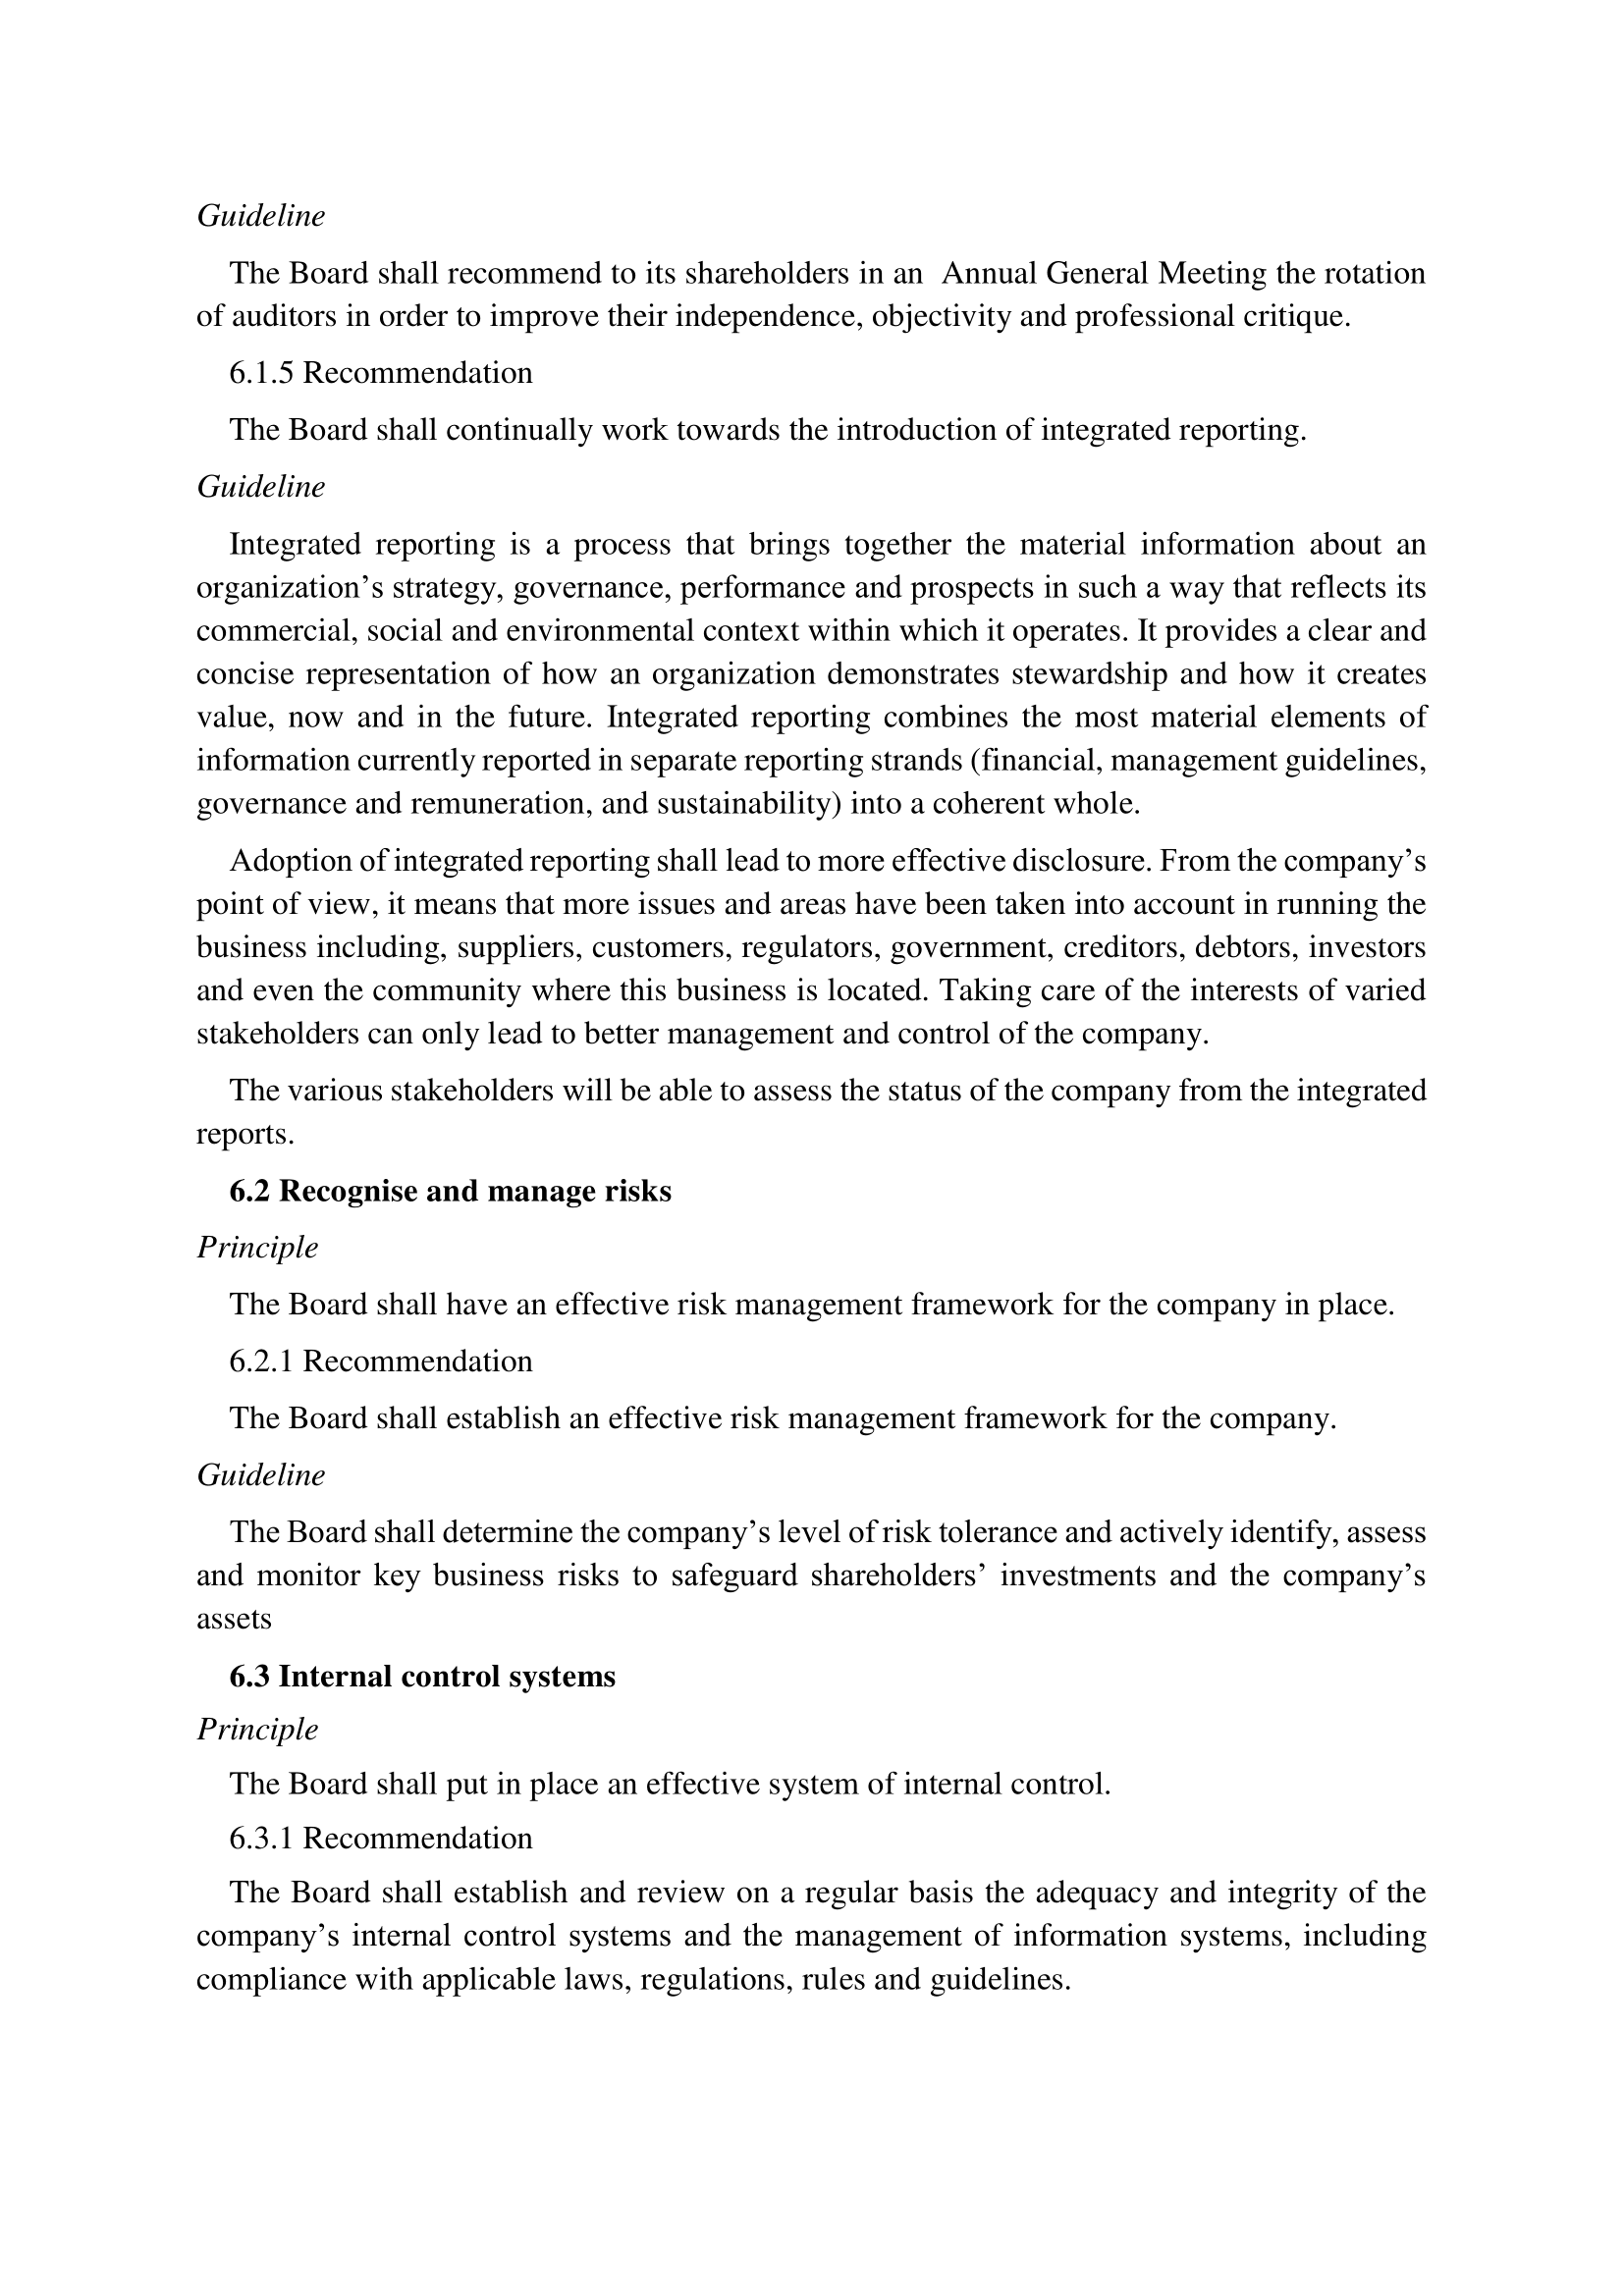 Guideline
The Board shall recommend to its shareholders in an  Annual General Meeting the rotation
of auditors in order to improve their independence, objectivity and professional critique.
6.1.5 Recommendation
The Board shall continually work towards the introduction of integrated reporting.
Guideline
Integrated reporting is a process that brings together the material information about an
organization’s strategy, governance, performance and prospects in such a way that reflects its
commercial, social and environmental context within which it operates. It provides a clear and
concise representation of how an organization demonstrates stewardship and how it creates
value, now and in the future. Integrated reporting combines the most material elements of
information currently reported in separate reporting strands (financial, management guidelines,
governance and remuneration, and sustainability) into a coherent whole.
Adoption of integrated reporting shall lead to more effective disclosure. From the company’s
point of view, it means that more issues and areas have been taken into account in running the
business including, suppliers, customers, regulators, government, creditors, debtors, investors
and even the community where this business is located. Taking care of the interests of varied
stakeholders can only lead to better management and control of the company.
The various stakeholders will be able to assess the status of the company from the integrated
reports.
6.2 Recognise and manage risks
Principle
The Board shall have an effective risk management framework for the company in place.
6.2.1 Recommendation
The Board shall establish an effective risk management framework for the company.
Guideline
The Board shall determine the company’s level of risk tolerance and actively identify, assess
and monitor key business risks to safeguard shareholders’ investments and the company’s
assets
6.3 Internal control systems
Principle
The Board shall put in place an effective system of internal control.
6.3.1 Recommendation
The Board shall establish and review on a regular basis the adequacy and integrity of the
company’s internal control systems and the management of information systems, including
compliance with applicable laws, regulations, rules and guidelines.